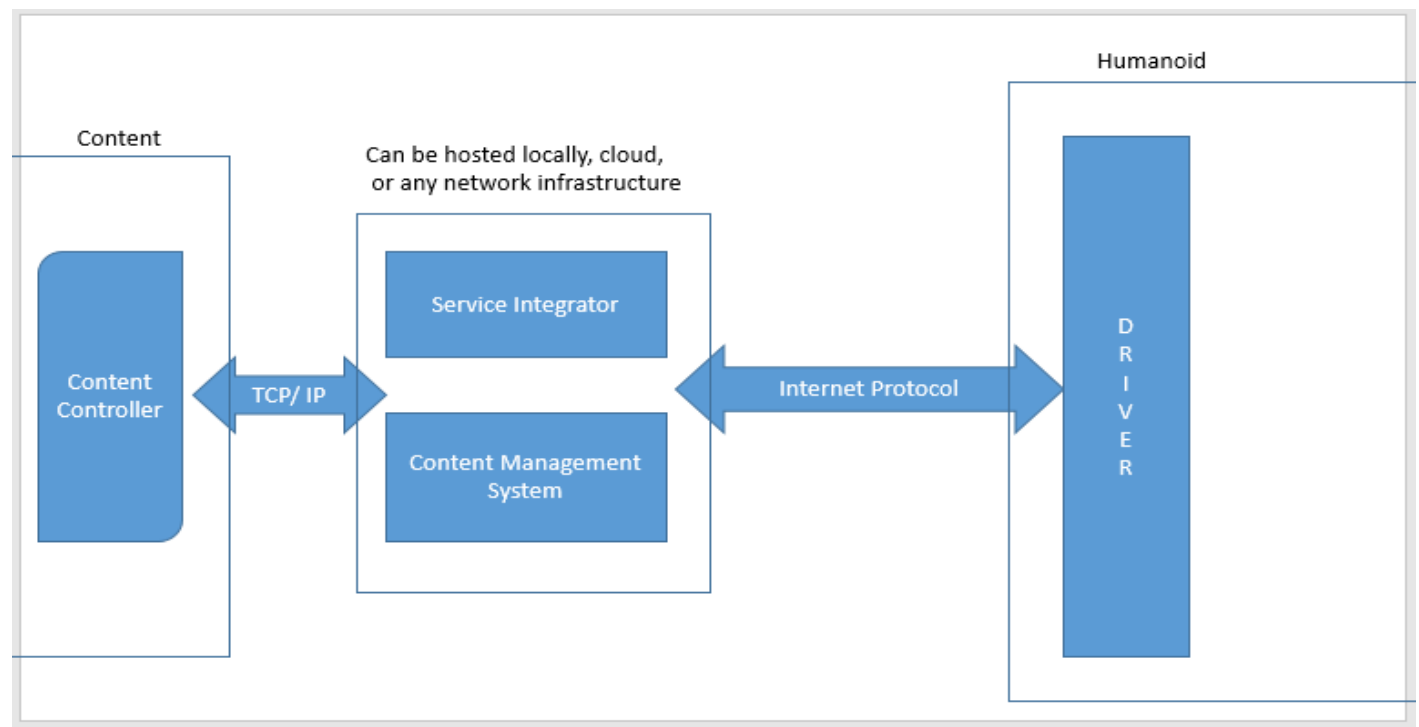 Humanoid
Content
Can be hosted locally, cloud,
or any network infrastructure
Service Integrator
Content
Controller
TCP/ IP
Internet Protocol
Content Management
System
D
R
I
V
E
R